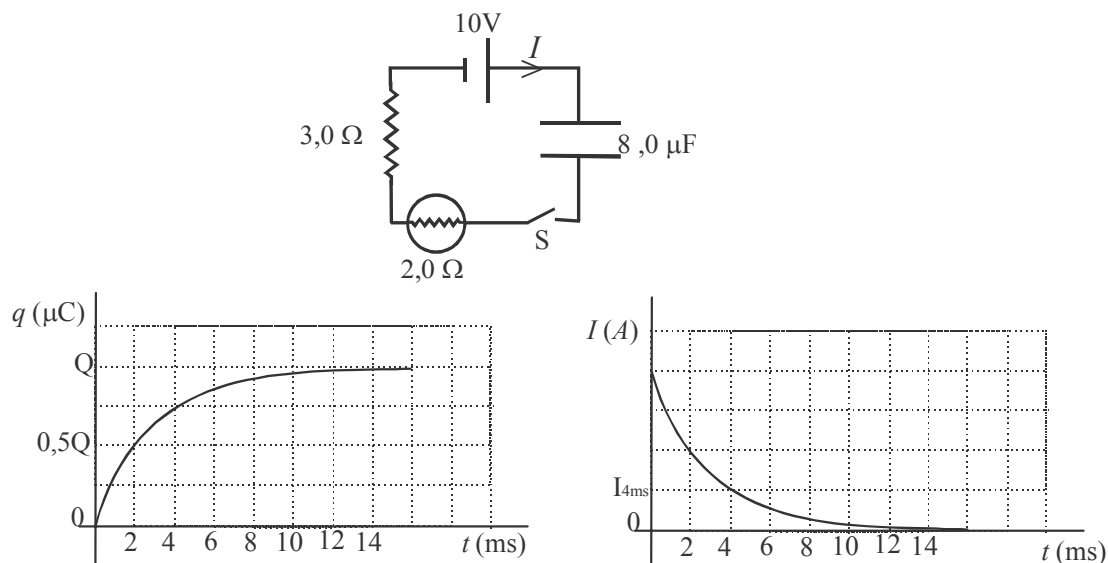 10V
I
3,0 Ω
8 ,0 μF
S
2,0 Ω
q (μC)
Q
0,5Q
0
2 4 6 8 10 12 14
t (ms)
I (A)
I4ms
0
2 4 6 8 10 12 14
t (ms)